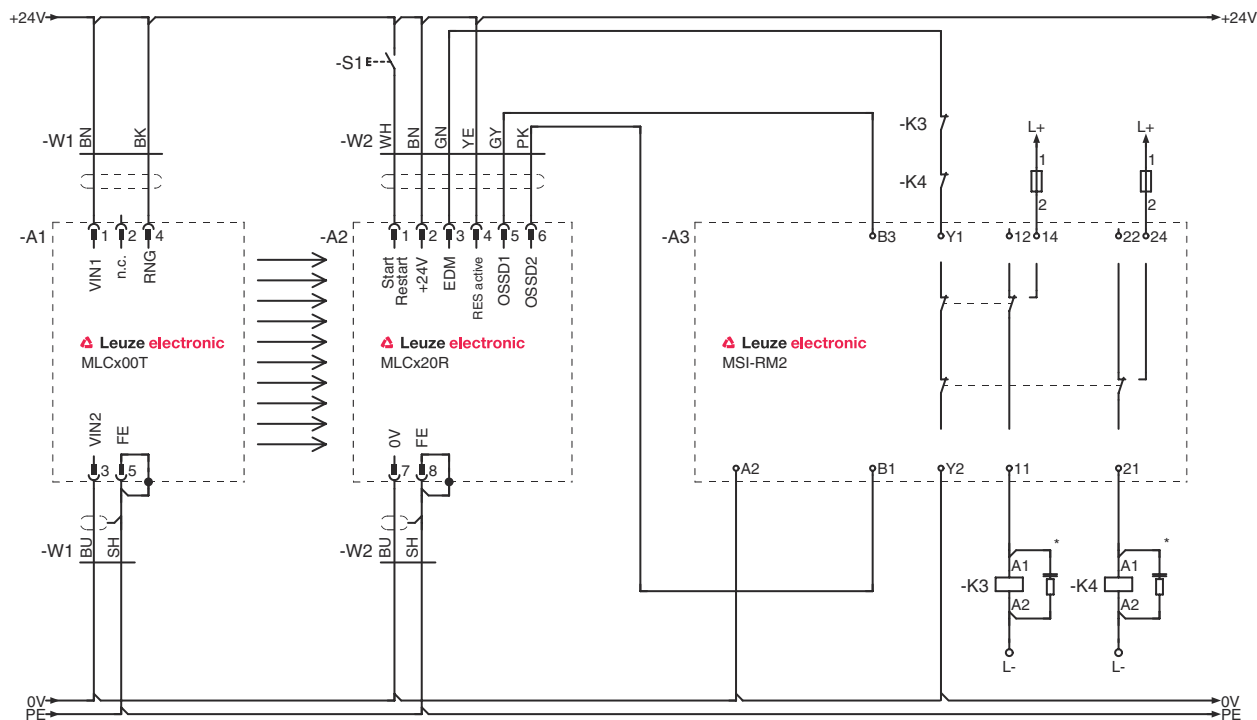 +24V
+24V
-S1
-W1
BN
BK
-W2
WH
BN
GN
YE
GY
PK
-K3
-K4
L+
1
2
L+
1
2
-A1
1
2
4
VIN1
n.c.
RNG
Leuze electronic
MLCx00T
VIN2
FE
3
5
-W1
BU
SH
-A2
1
2
3
4
5
6
Start
Restart
+24V
EDM
RES active
OSSD1
OSSD2
Leuze electronic
MLCx20R
0V
FE
7
8
-W2
BU
SH
-A3
B3
Y1
12
14
22
24
Leuze electronic
MSI-RM2
A2
B1
Y2
11
21
-K3
A1
A2
*
L-
-K4
A1
A2
*
L-
0V
0V
PE
PE